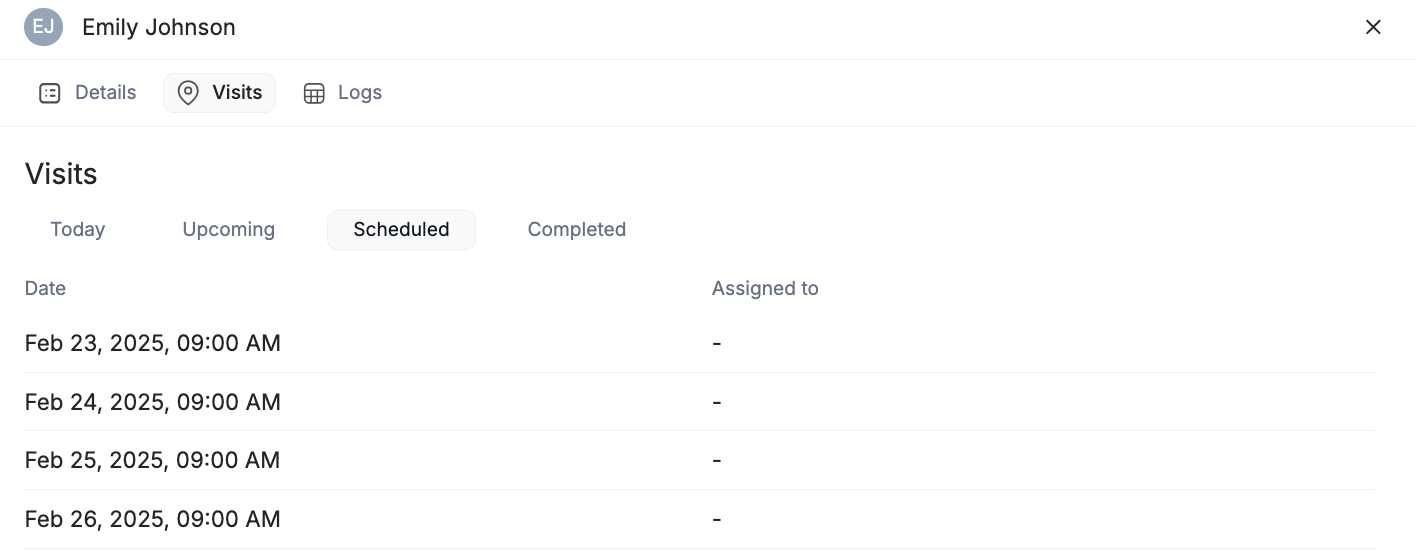 EJ Emily Johnson
Details Visits Logs
Visits
Today Upcoming Scheduled Completed
Date Assigned to
Feb 23, 2025, 09:00 AM -
Feb 24, 2025, 09:00 AM -
Feb 25, 2025, 09:00 AM -
Feb 26, 2025, 09:00 AM -